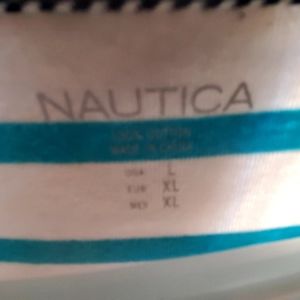 NAUTICA
100% COTTON
MADE IN CHINA
USA L
EUR XL
MEX XL